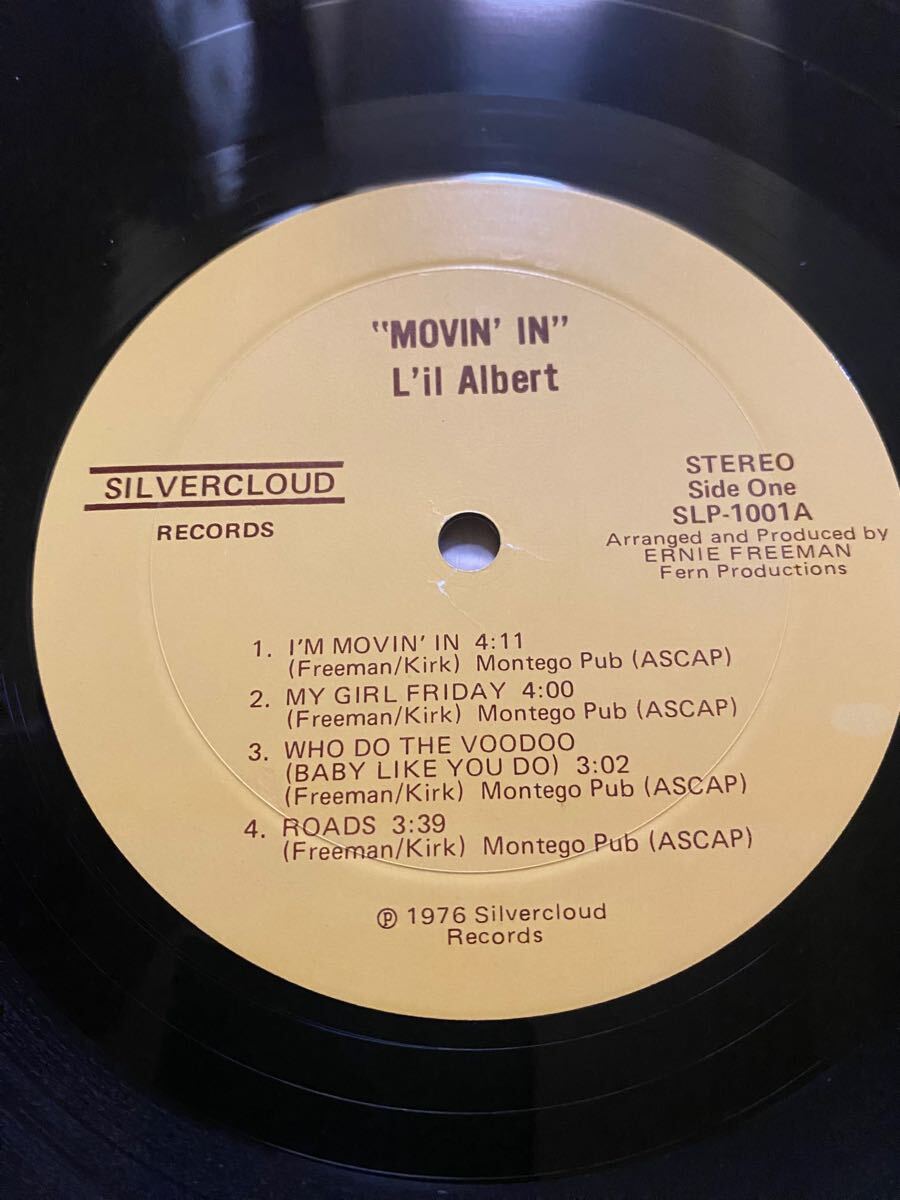 "MOVIN' IN"
L'il Albert
SILVERCLOUD
RECORDS
STEREO
Side One
SLP-1001A
Arranged and Produced by
ERNIE FREEMAN
Fern Productions
1. I'M MOVIN' IN 4:11
(Freeman/Kirk) Montego Pub (ASCAP)
2. MY GIRL FRIDAY 4:00
(Freeman/Kirk) Montego Pub (ASCAP)
3. WHO DO THE VOODOO
(BABY LIKE YOU DO) 3:02
(Freeman/Kirk) Montego Pub (ASCAP)
4. ROADS 3:39
(Freeman/Kirk) Montego Pub (ASCAP)
℗ 1976 Silvercloud
Records